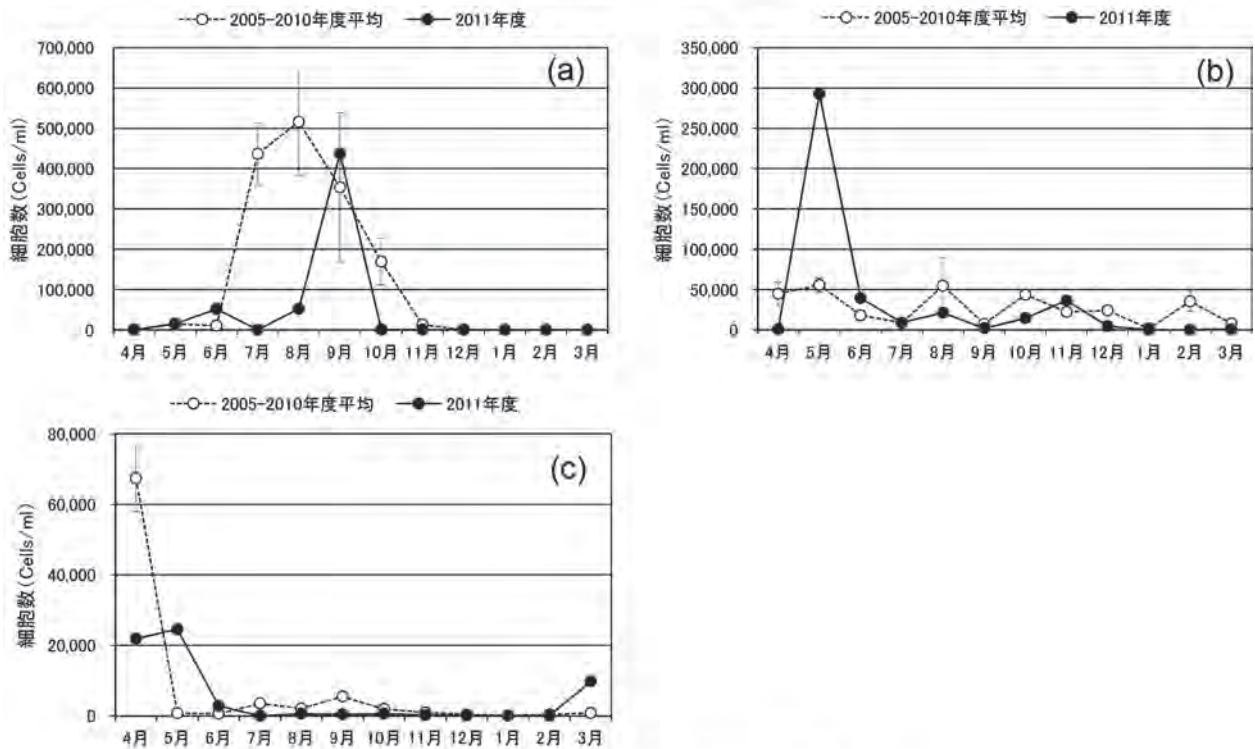 2005-2010年度平均 2011年度
(a)
細胞数(Cells/ml)
700,000
600,000
500,000
400,000
300,000
200,000
100,000
0
4月 5月 6月 7月 8月 9月 10月 11月 12月 1月 2月 3月
2005-2010年度平均 2011年度
(b)
細胞数(Cells/ml)
350,000
300,000
250,000
200,000
150,000
100,000
50,000
0
4月 5月 6月 7月 8月 9月 10月 11月 12月 1月 2月 3月
2005-2010年度平均 2011年度
(c)
細胞数(Cells/ml)
80,000
60,000
40,000
20,000
0
4月 5月 6月 7月 8月 9月 10月 11月 12月 1月 2月 3月